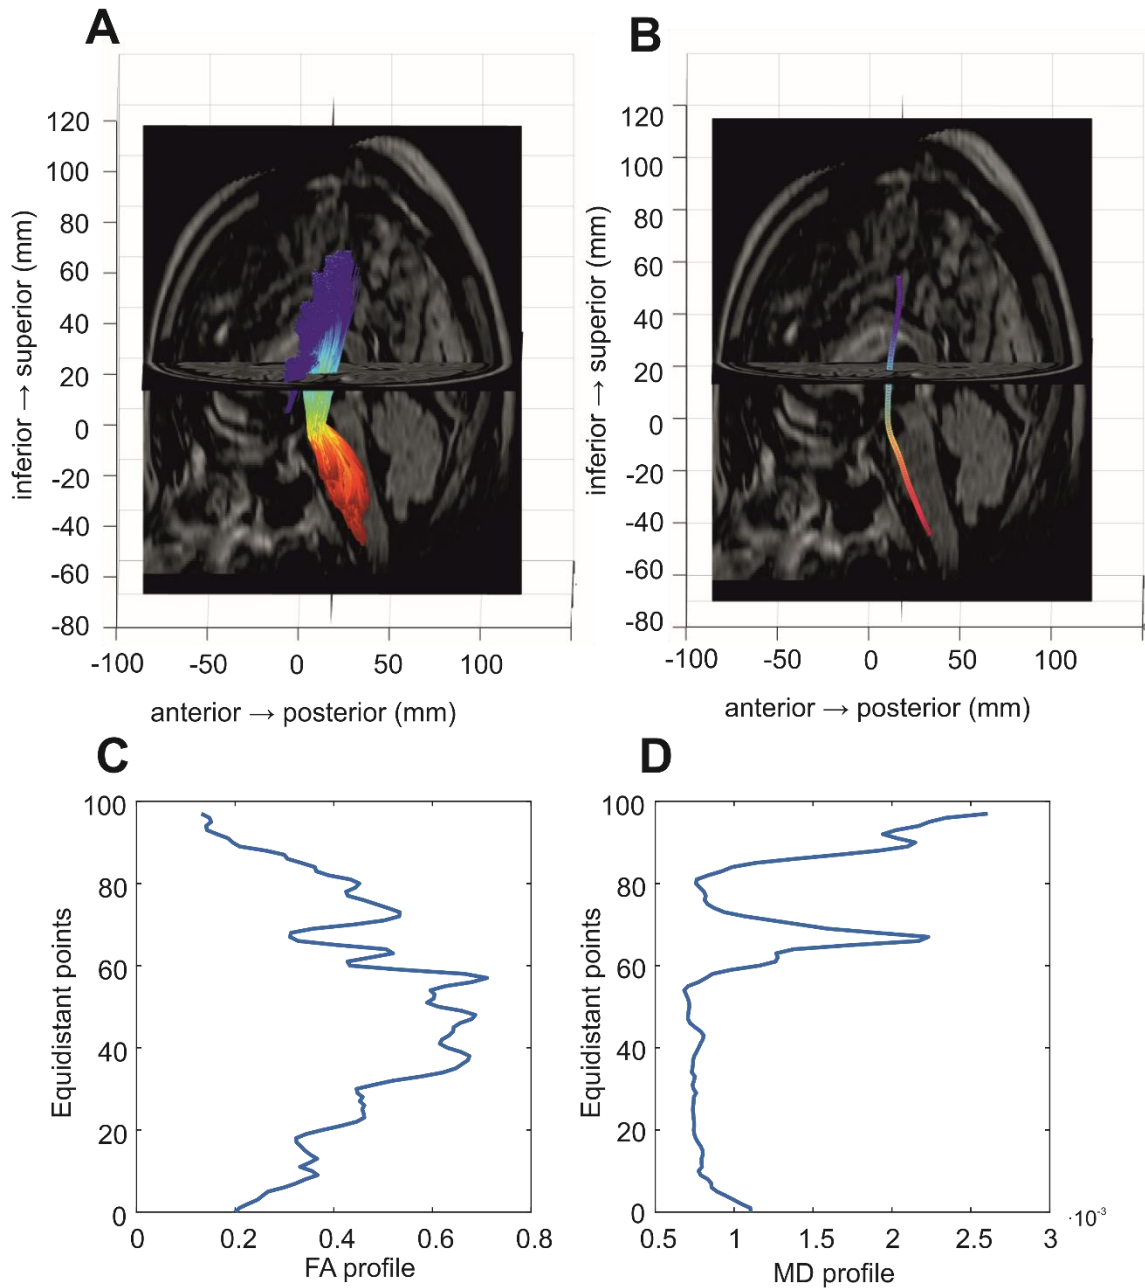 A
B
120
100
80
60
40
20
0
-20
-40
-60
-80
inferior → superior (mm)
-100 -50 0 50 100
anterior → posterior (mm)
120
100
80
60
40
20
0
-20
-40
-60
-80
inferior → superior (mm)
-100 -50 0 50 100
anterior → posterior (mm)
C
D
100
80
60
40
20
0
Equidistant points
0 0.2 0.4 0.6 0.8
FA profile
100
80
60
40
20
0
Equidistant points
0.5 1 1.5 2 2.5 3
·10-3
MD profile